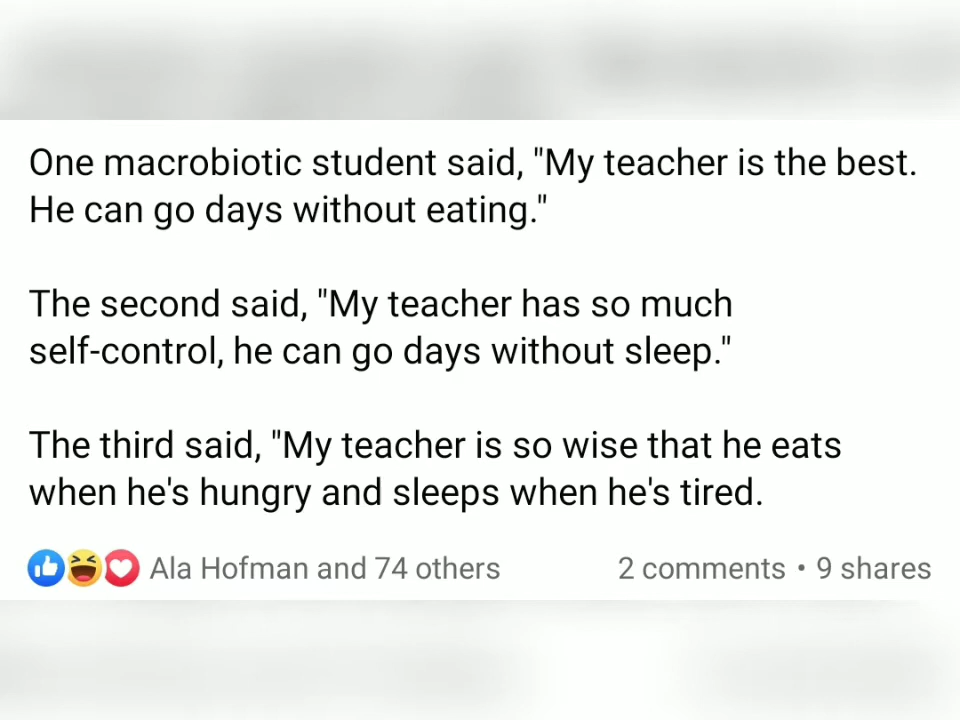 One macrobiotic student said, "My teacher is the best.
He can go days without eating."
The second said, "My teacher has so much
self-control, he can go days without sleep."
The third said, "My teacher is so wise that he eats
when he's hungry and sleeps when he's tired.
Ala Hofman and 74 others 2 comments • 9 shares